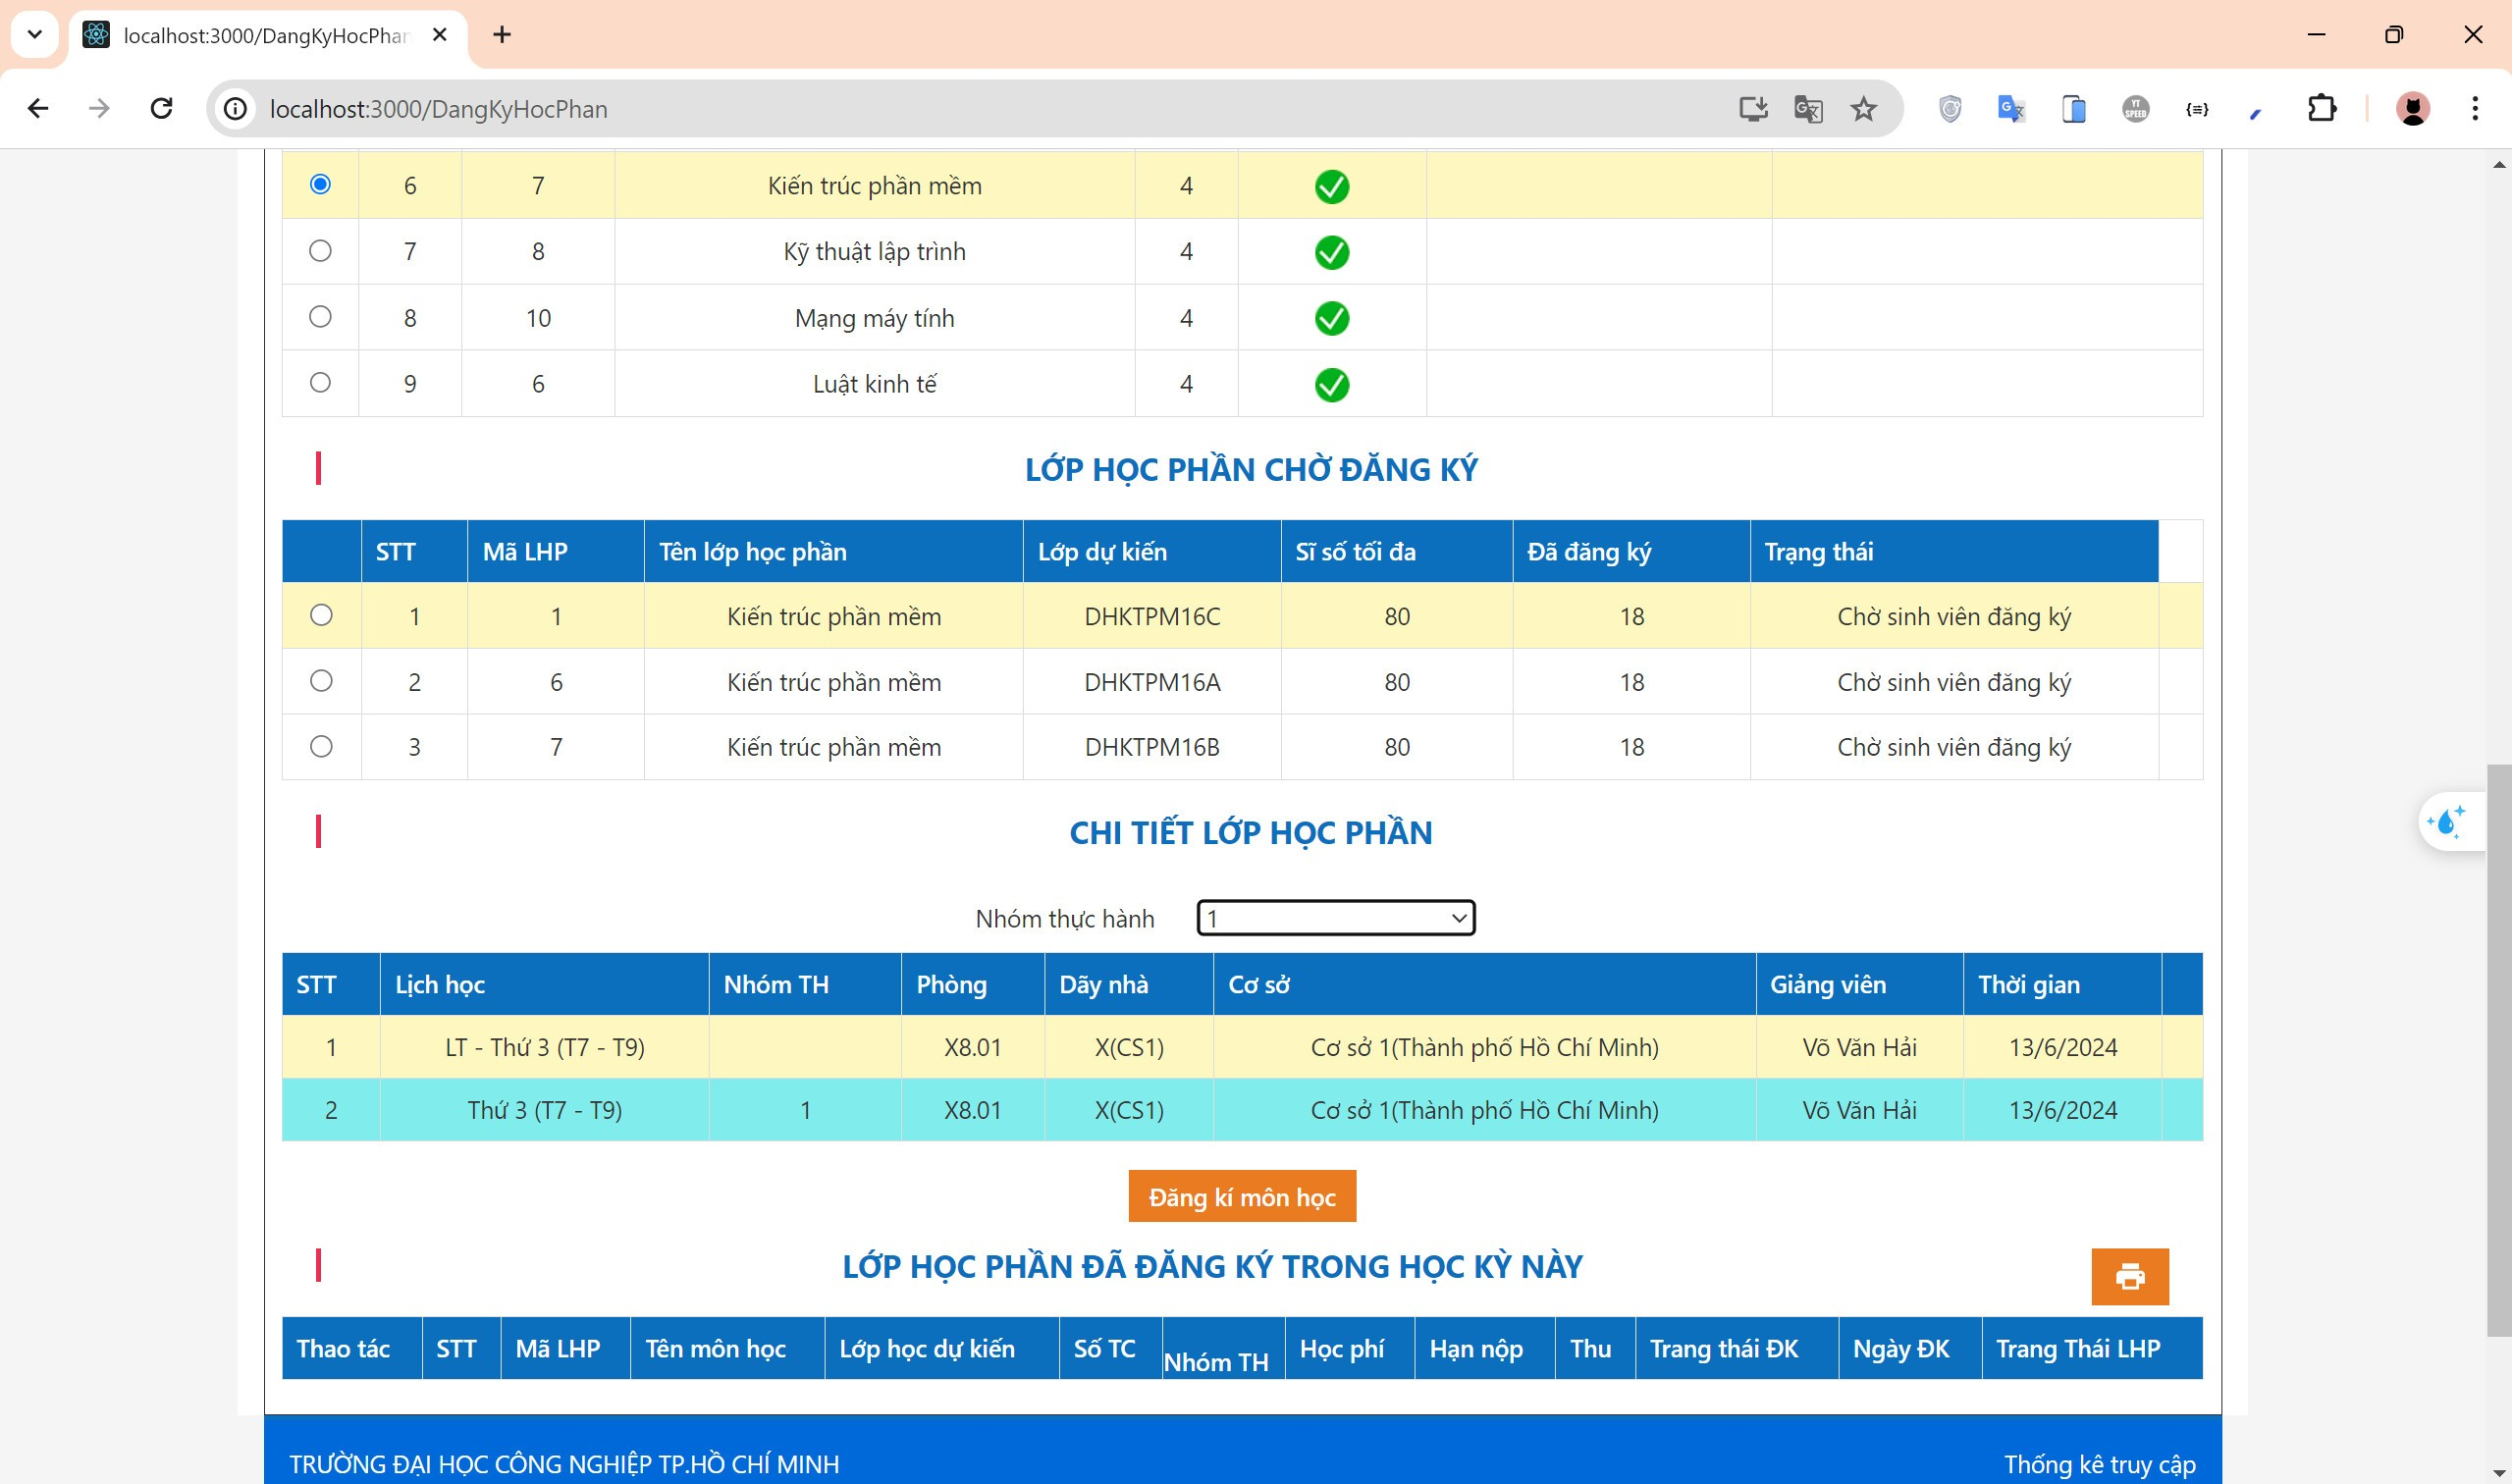 localhost:3000/DangKyHocPhan
localhost:3000/DangKyHocPhan
YT SPEED
6 7 Kiến trúc phần mềm 4
7 8 Kỹ thuật lập trình 4
8 10 Mạng máy tính 4
9 6 Luật kinh tế 4
LỚP HỌC PHẦN CHỜ ĐĂNG KÝ
STT Mã LHP Tên lớp học phần Lớp dự kiến Sĩ số tối đa Đã đăng ký Trạng thái
1 1 Kiến trúc phần mềm DHKTPM16C 80 18 Chờ sinh viên đăng ký
2 6 Kiến trúc phần mềm DHKTPM16A 80 18 Chờ sinh viên đăng ký
3 7 Kiến trúc phần mềm DHKTPM16B 80 18 Chờ sinh viên đăng ký
CHI TIẾT LỚP HỌC PHẦN
Nhóm thực hành 1
STT Lịch học Nhóm TH Phòng Dãy nhà Cơ sở Giảng viên Thời gian
1 LT - Thứ 3 (T7 - T9) X8.01 X(CS1) Cơ sở 1(Thành phố Hồ Chí Minh) Võ Văn Hải 13/6/2024
2 Thứ 3 (T7 - T9) 1 X8.01 X(CS1) Cơ sở 1(Thành phố Hồ Chí Minh) Võ Văn Hải 13/6/2024
Đăng kí môn học
LỚP HỌC PHẦN ĐÃ ĐĂNG KÝ TRONG HỌC KỲ NÀY
Thao tác STT Mã LHP Tên môn học Lớp học dự kiến Số TC Nhóm TH Học phí Hạn nộp Thu Trang thái ĐK Ngày ĐK Trang Thái LHP
TRƯỜNG ĐẠI HỌC CÔNG NGHIỆP TP.HỒ CHÍ MINH Thống kê truy cập